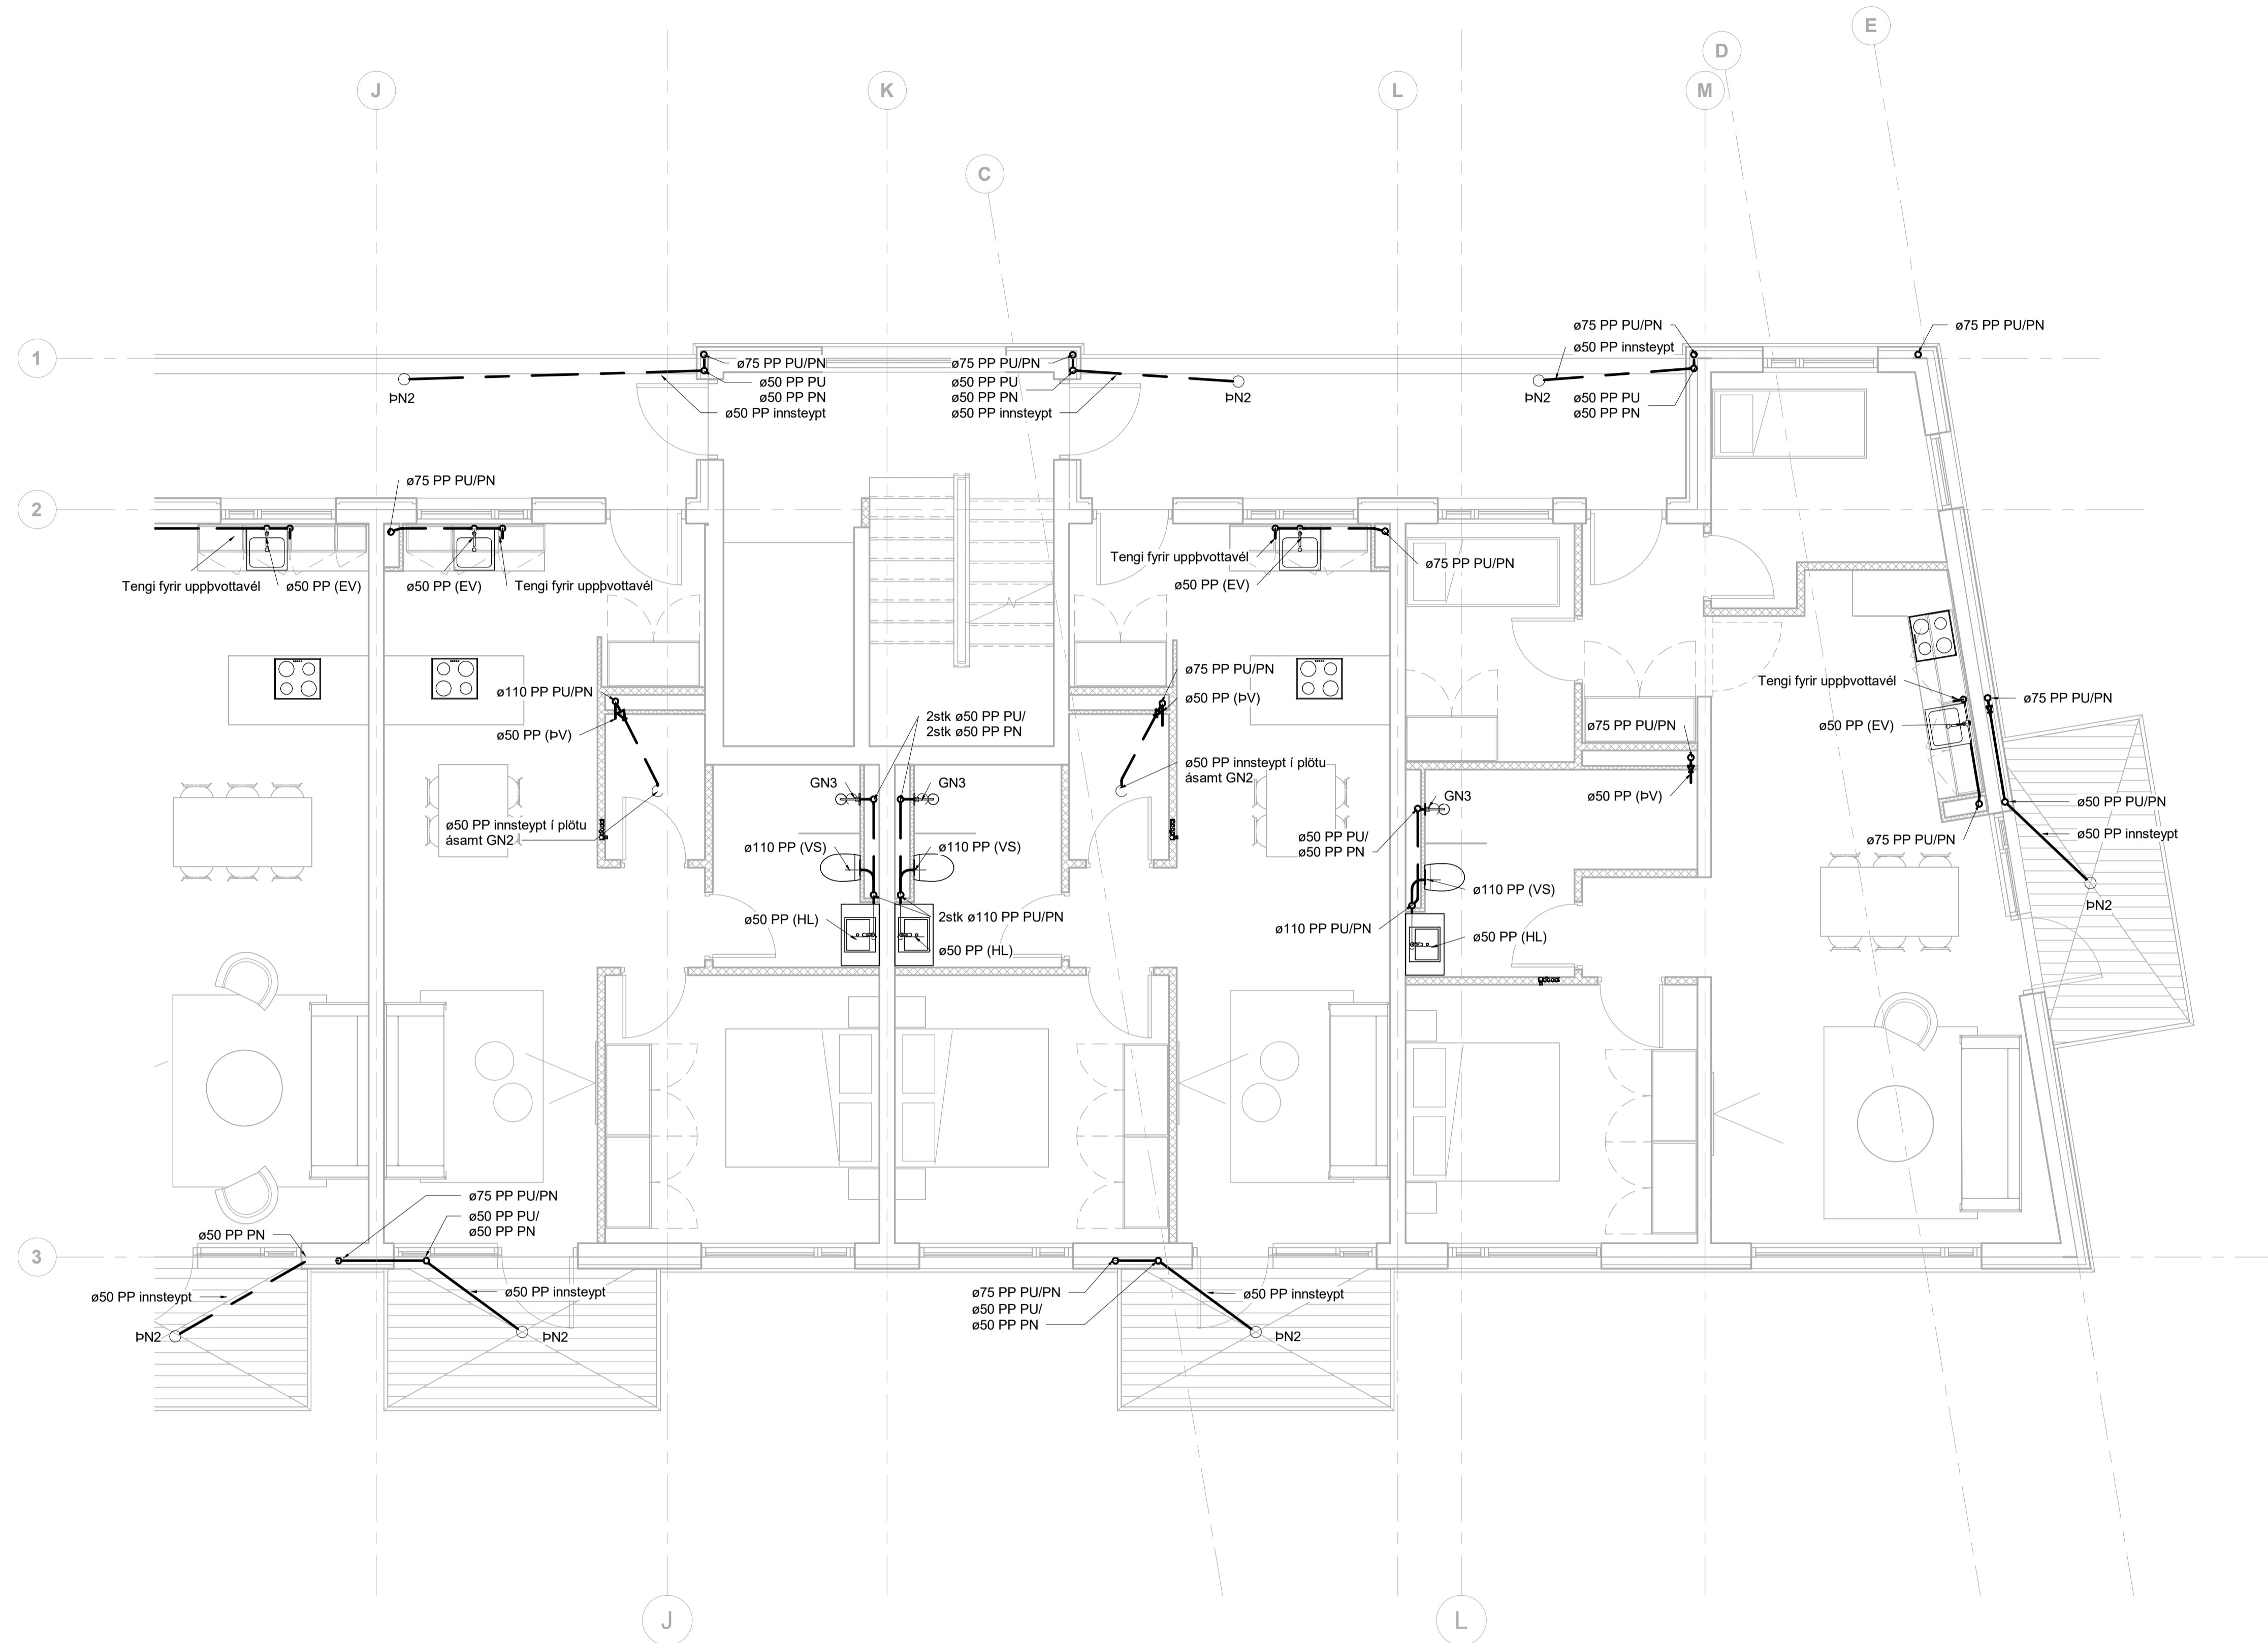 E
D
J
K
L
M
C
ø75 PP PU/PN
ø50 PP innsteypt
ø75 PP PU/PN
1
ø75 PP PU/PN
ø50 PP PU
ø50 PP PN
ø50 PP innsteypt
ø75 PP PU/PN
ø50 PP PU
ø50 PP PN
ø50 PP innsteypt
ÞN2
ÞN2
ÞN2
ø50 PP PU
ø50 PP PN
ø75 PP PU/PN
2
Tengi fyrir uppþvottavél
ø50 PP (EV)
ø50 PP (EV)
Tengi fyrir uppþvottavél
Tengi fyrir uppþvottavél
ø50 PP (EV)
ø75 PP PU/PN
ø110 PP PU/PN
ø50 PP (ÞV)
2stk ø50 PP PU/
2stk ø50 PP PN
ø75 PP PU/PN
ø50 PP (ÞV)
Tengi fyrir uppþvottavél
ø75 PP PU/PN
ø50 PP (EV)
ø75 PP PU/PN
ø50 PP innsteypt í plötu
ásamt GN2
GN3
GN3
GN3
ø50 PP (ÞV)
ø50 PP PU/PN
ø50 PP innsteypt í plötu
ásamt GN2
ø50 PP PU/
ø50 PP PN
ø50 PP innsteypt
ø75 PP PU/PN
ø110 PP (VS)
ø110 PP (VS)
ø110 PP (VS)
ÞN2
ø50 PP (HL)
2stk ø110 PP PU/PN
ø110 PP PU/PN
ø50 PP (HL)
ø50 PP (HL)
ø75 PP PU/PN
ø50 PP PU/
ø50 PP PN
ø50 PP PN
3
ø50 PP innsteypt
ø50 PP innsteypt
ø75 PP PU/PN
ø50 PP PU/
ø50 PP PN
ø50 PP innsteypt
ÞN2
ÞN2
ÞN2
J
L